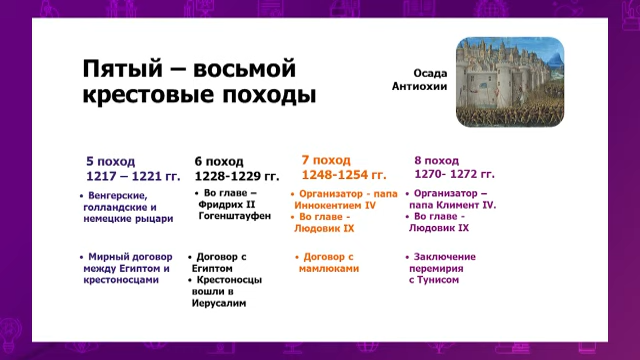 Пятый – восьмой
крестовые походы
Осада
Антиохии
5 поход
1217 – 1221 гг.
• Венгерские,
голландские и
немецкие рыцари
• Мирный договор
между Египтом и
крестоносцами
6 поход
1228-1229 гг.
• Во главе –
Фридрих II
Гогенштауфен
• Договор с
Египтом
• Крестоносцы
вошли в
Иерусалим
7 поход
1248-1254 гг.
• Организатор - папа
Иннокентием IV
• Во главе -
Людовик IX
• Договор с
мамлюками
8 поход
1270- 1272 гг.
• Организатор –
папа Климент IV.
• Во главе -
Людовик IX
• Заключение
перемирия
с Тунисом